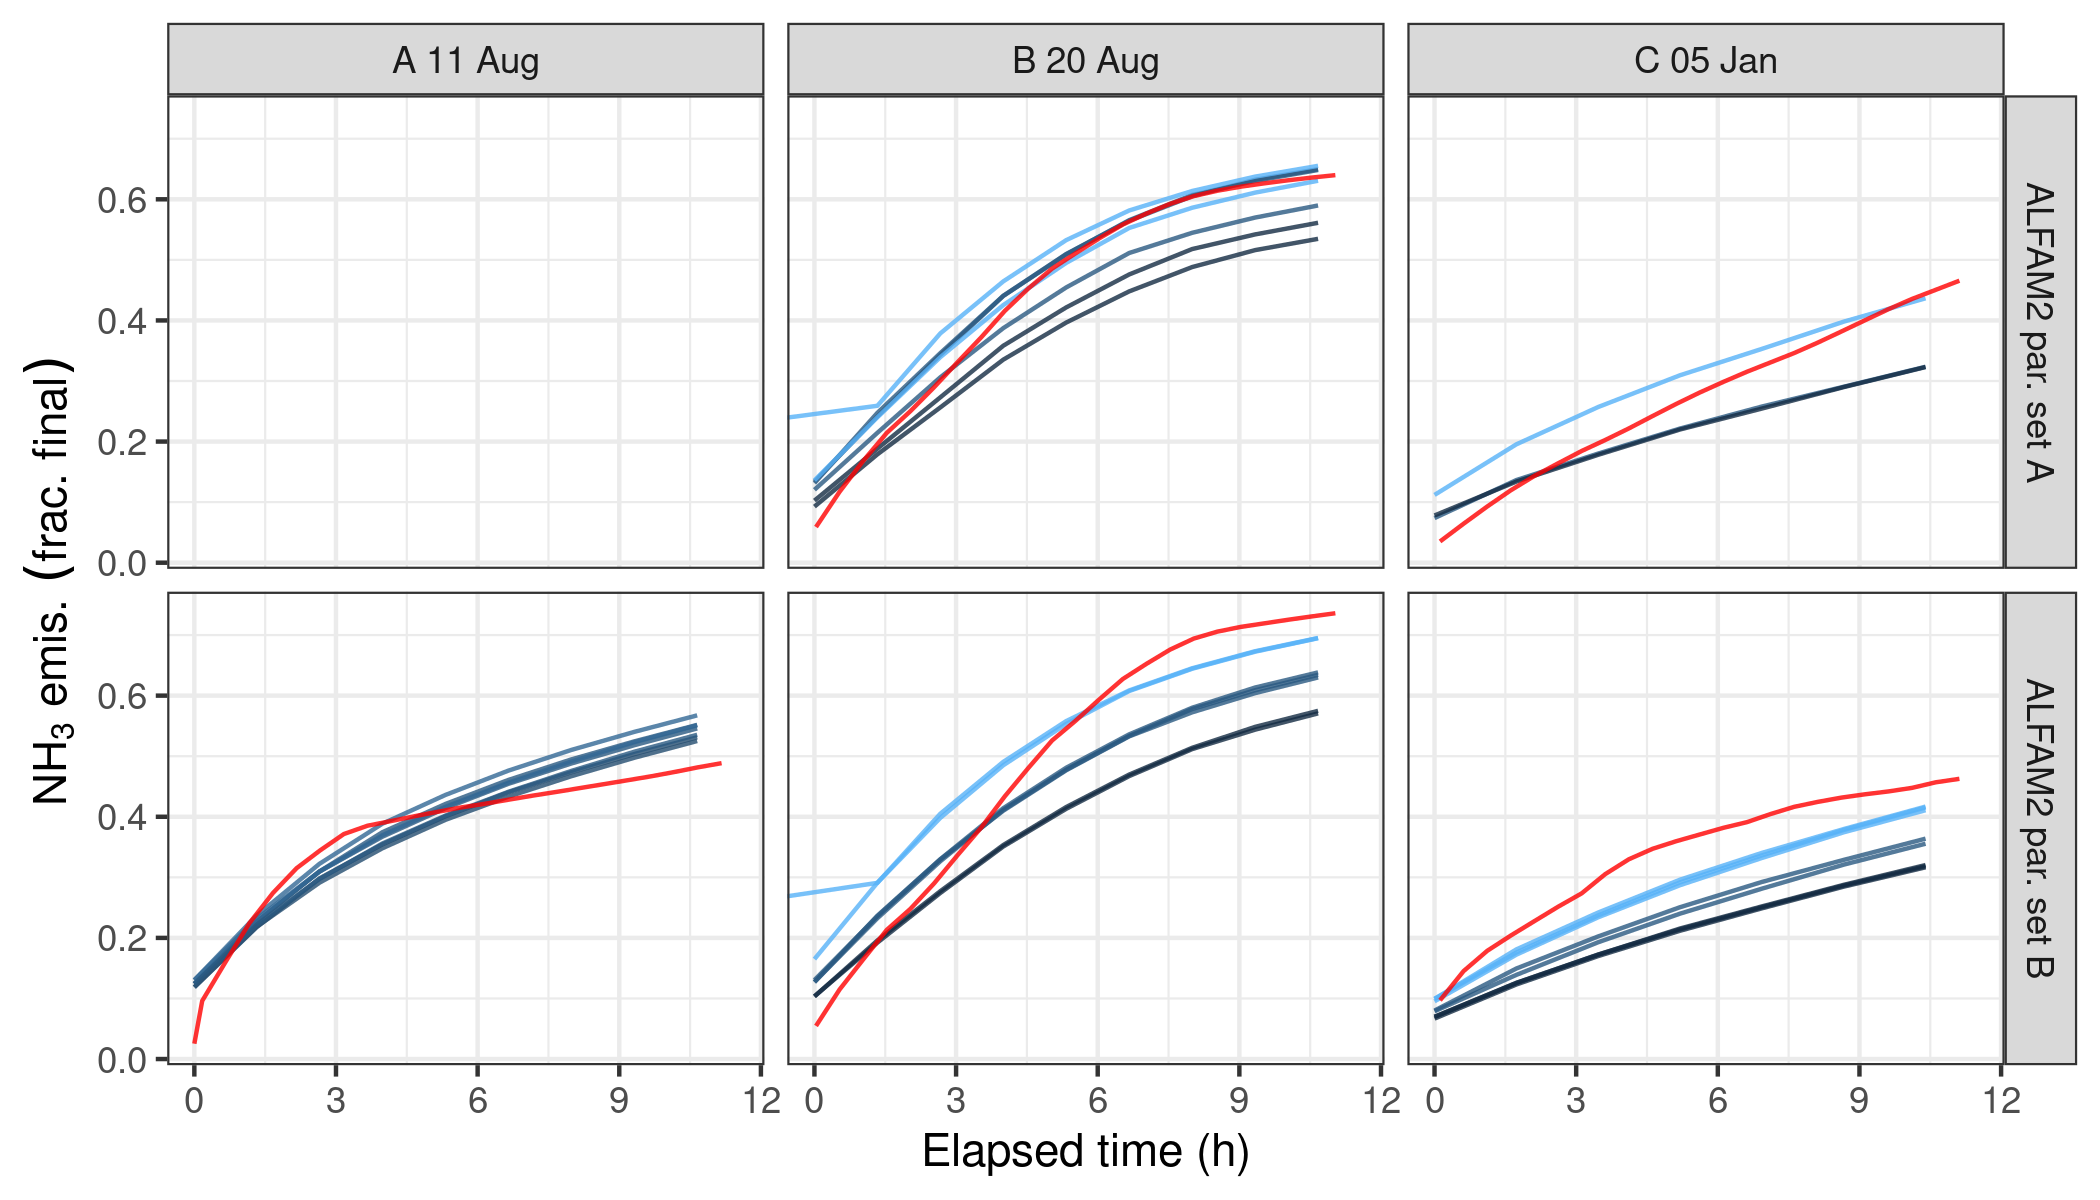 A 11 Aug
B 20 Aug
C 05 Jan
NH₃ emis. (frac. final)
0.6
0.4
0.2
0.0
ALFAM2 par. set A
0.6
0.4
0.2
0.0
ALFAM2 par. set B
0 3 6 9 12
0 3 6 9 12
0 3 6 9 12
Elapsed time (h)